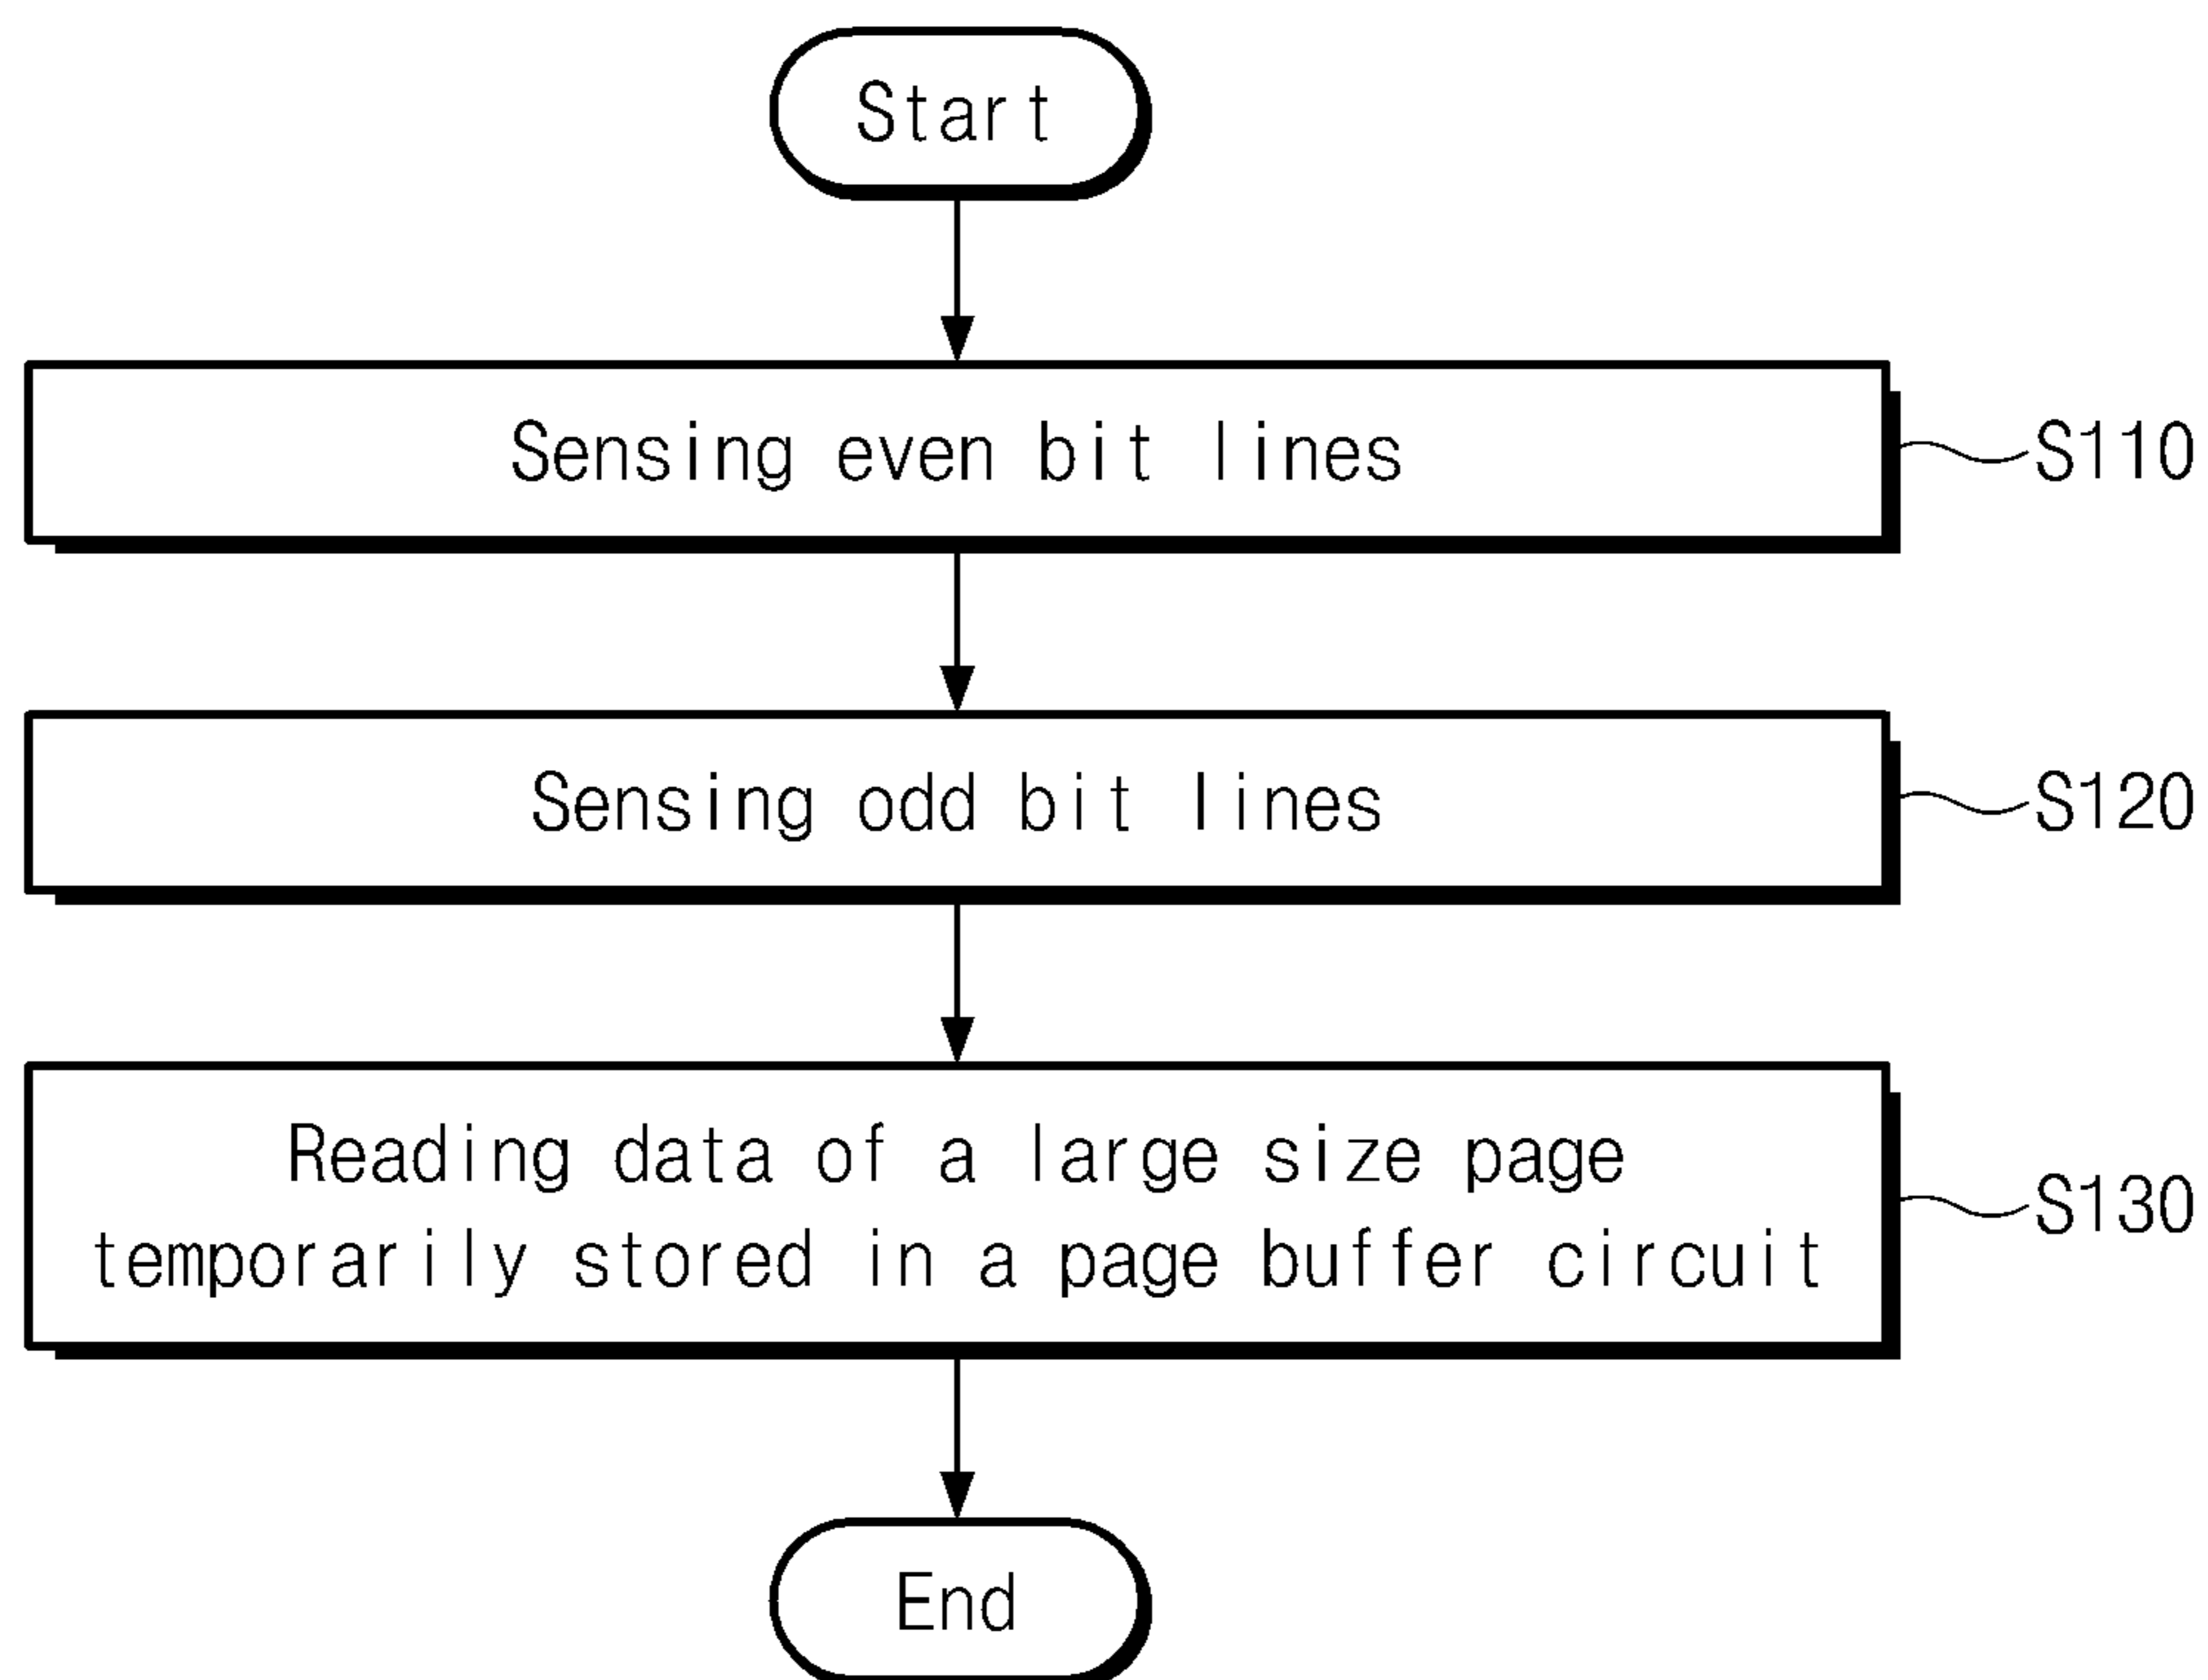 Start
Sensing even bit lines
S110
Sensing odd bit lines
S120
Reading data of a large size page
temporarily stored in a page buffer circuit
S130
End